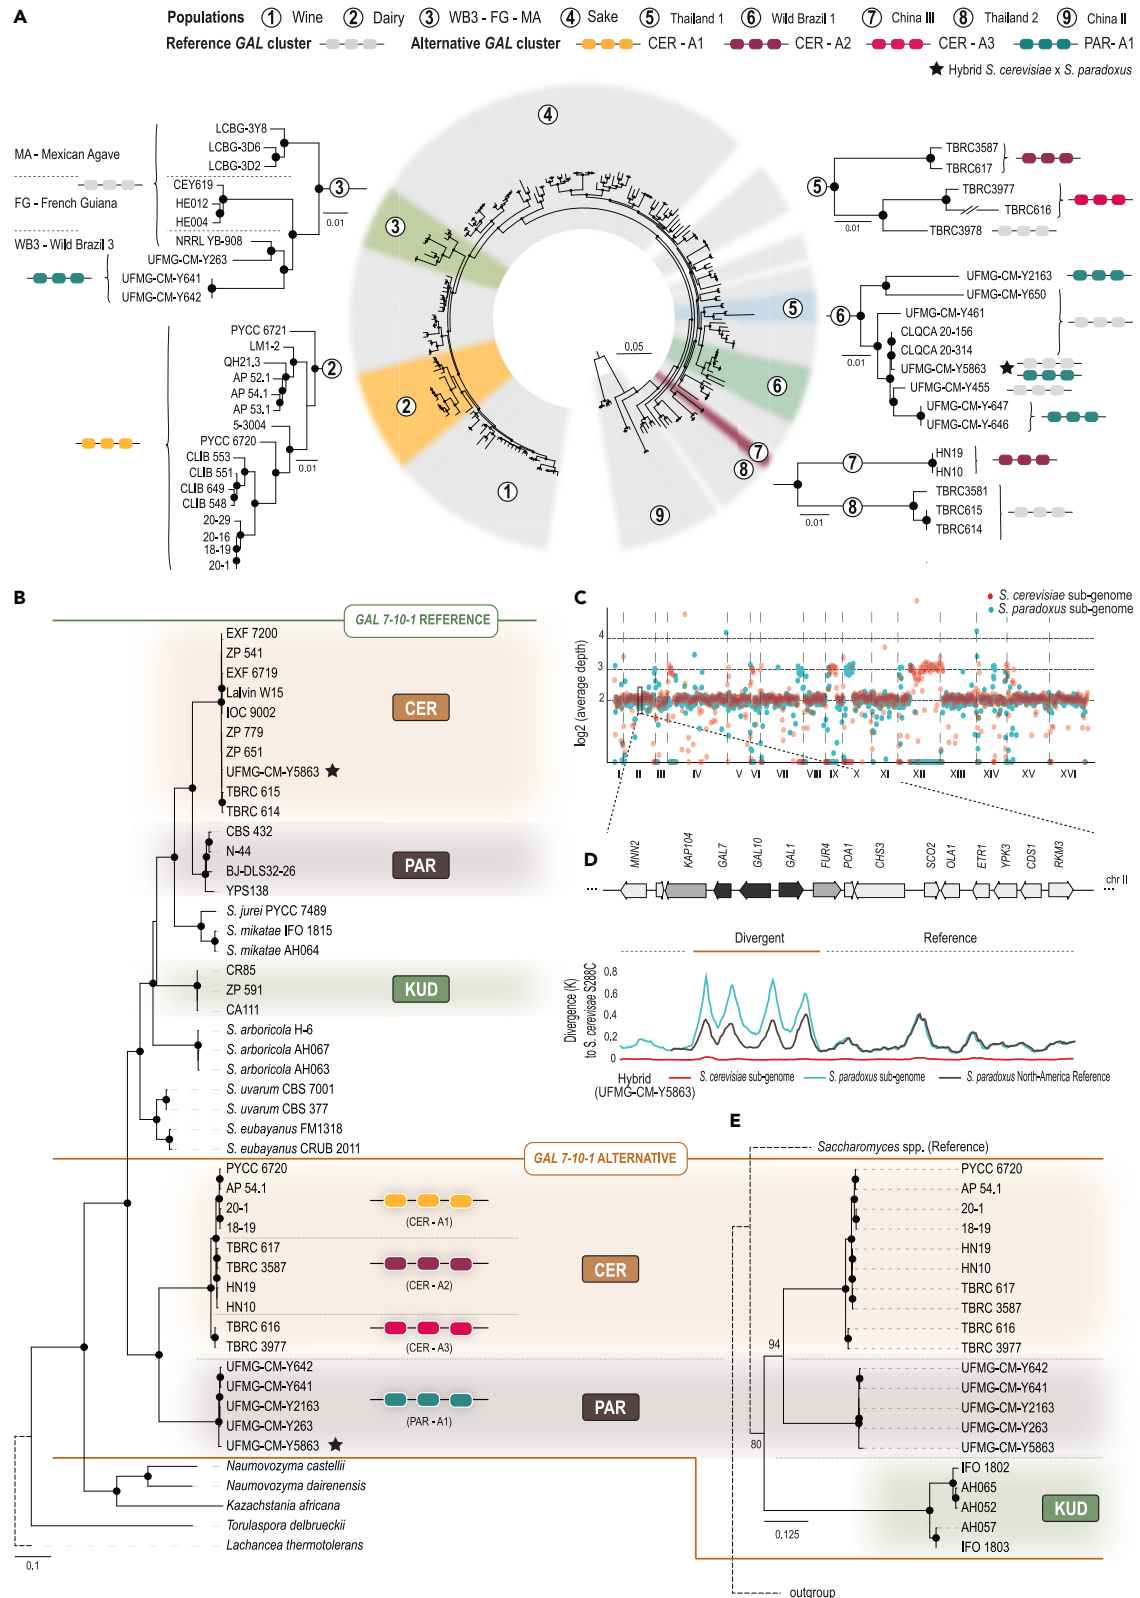 Populations 1 Wine 2 Dairy 3 WB3 - FG - MA 4 Sake 5 Thailand 1 6 Wild Brazil 1 7 China III 8 Thailand 2 9 China II
Reference GAL cluster Alternative GAL cluster CER - A1 CER - A2 CER - A3 PAR- A1
★ Hybrid S. cerevisiae x S. paradoxus
A
MA - Mexican Agave
FG - French Guiana
WB3 - Wild Brazil 3
LCBG-3Y8
LCBG-3D6
LCBG-3D2
CEY619
HE012
HE004
NRRL YB-908
UFMG-CM-Y263
UFMG-CM-Y641
UFMG-CM-Y642
3
0.01
PYCC 6721
LM1-2
QH21.3
AP 52.1
AP 54.1
AP 53.1
5-3004
PYCC 6720
CLIB 553
CLIB 551
CLIB 649
CLIB 548
20-29
20-16
18-19
20-1
2
0.01
4
3
2
1
5
6
7
8
9
0.05
5
0.01
TBRC3587
TBRC617
TBRC3977
TBRC616
TBRC3978
6
0.01
UFMG-CM-Y2163
UFMG-CM-Y650
UFMG-CM-Y461
CLQCA 20-156
CLQCA 20-314
UFMG-CM-Y5863 ★
UFMG-CM-Y455
UFMG-CM-Y-647
UFMG-CM-Y-646
7
8
0.01
HN19
HN10
TBRC3581
TBRC615
TBRC614
B
GAL 7-10-1 REFERENCE
EXF 7200
ZP 541
EXF 6719
Lalvin W15
IOC 9002
ZP 779
ZP 651
UFMG-CM-Y5863 ★
TBRC 615
TBRC 614
CER
CBS 432
N-44
BJ-DLS32-26
YPS138
PAR
S. jurei PYCC 7489
S. mikatae IFO 1815
S. mikatae AH064
CR85
ZP 591
CA111
KUD
S. arboricola H-6
S. arboricola AH067
S. arboricola AH063
S. uvarum CBS 7001
S. uvarum CBS 377
S. eubayanus FM1318
S. eubayanus CRUB 2011
GAL 7-10-1 ALTERNATIVE
PYCC 6720
AP 54.1
20-1
18-19
(CER - A1)
TBRC 617
TBRC 3587
HN19
HN10
(CER - A2)
TBRC 616
TBRC 3977
(CER - A3)
CER
UFMG-CM-Y642
UFMG-CM-Y641
UFMG-CM-Y2163
UFMG-CM-Y263
UFMG-CM-Y5863 ★
(PAR - A1)
PAR
Naumovozyma castellii
Naumovozyma dairenensis
Kazachstania africana
Torulaspora delbrueckii
Lachancea thermotolerans
0.1
C
S. cerevisiae sub-genome
S. paradoxus sub-genome
log2 (average depth)
4
3
2
I II III IV V VI VII VIII IX X XI XII XIII XIV XV XVI
D
MNN2 KAP104 GAL7 GAL10 GAL1 FUR4 POA1 CHS3 SCO2 OLA1 ETR1 YPK3 CDS1 RKM3
... chr II ...
Divergent Reference
Divergence (K)
to S. cerevisiae S288C
0.8
0.6
0.4
0.2
0
Hybrid
(UFMG-CM-Y5863)
S. cerevisiae sub-genome S. paradoxus sub-genome S. paradoxus North-America Reference
E
Saccharomyces spp. (Reference)
PYCC 6720
AP 54.1
20-1
18-19
HN19
HN10
TBRC 617
TBRC 3587
TBRC 616
TBRC 3977
CER
94
UFMG-CM-Y642
UFMG-CM-Y641
UFMG-CM-Y2163
UFMG-CM-Y263
UFMG-CM-Y5863
PAR
80
IFO 1802
AH065
AH052
AH057
IFO 1803
KUD
0,125
outgroup